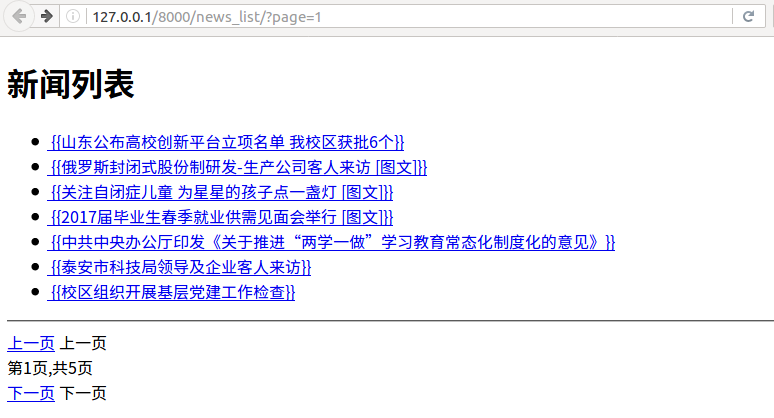 127.0.0.1/8000/news_list/?page=1
新闻列表
{{山东公布高校创新平台立项名单 我校区获批6个}}
{{俄罗斯封闭式股份制研发-生产公司客人来访 [图文]}}
{{关注自闭症儿童 为星星的孩子点一盏灯 [图文]}}
{{2017届毕业生春季就业供需见面会举行 [图文]}}
{{中共中央办公厅印发《关于推进“两学一做”学习教育常态化制度化的意见》}}
{{泰安市科技局领导及企业客人来访}}
{{校区组织开展基层党建工作检查}}
上一页 上一页
第1页,共5页
下一页 下一页